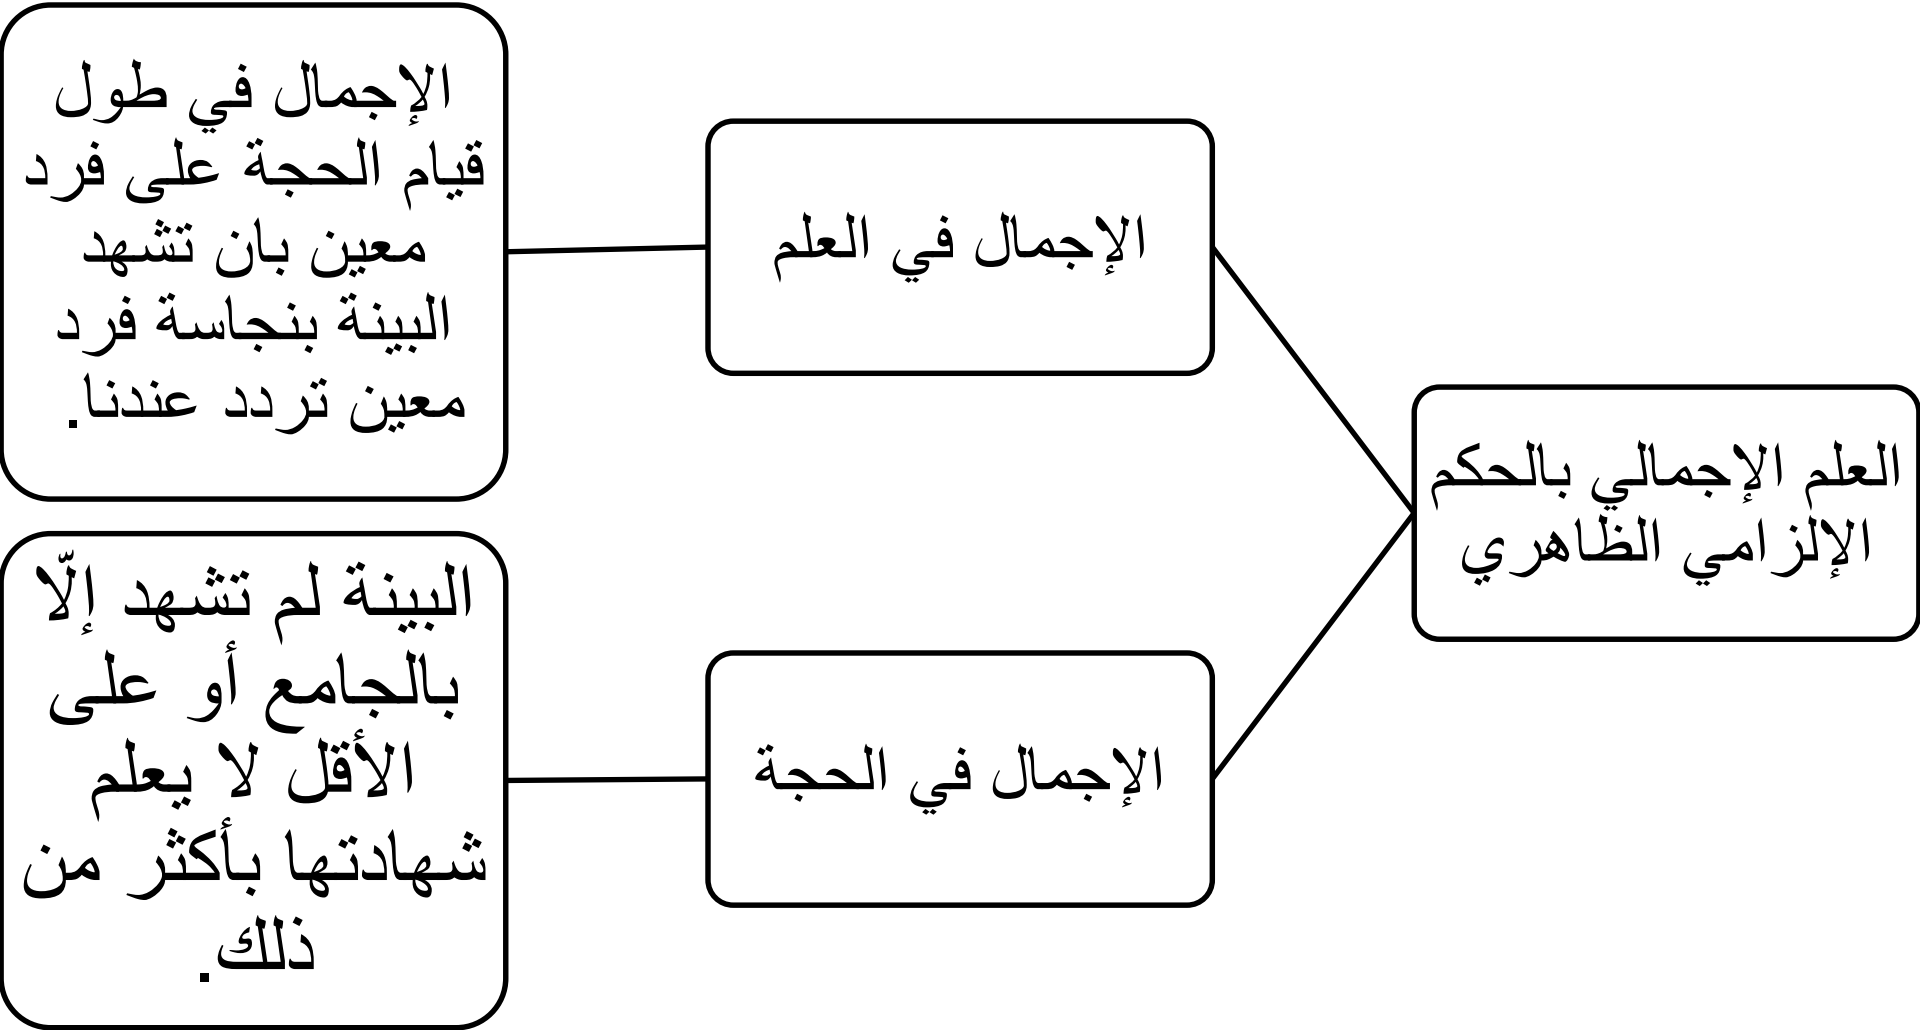 العلم الإجمالي بالحكم
الإلزامي الظاهري
الإجمال في العلم
الإجمال في طول
قيام الحجة على فرد
معين بان تشهد
البينة بنجاسة فرد
معين تردد عندنا.
الإجمال في الحجة
البينة لم تشهد إلّا
بالجامع أو على
الأقل لا يعلم
شهادتها بأكثر من
ذلك.